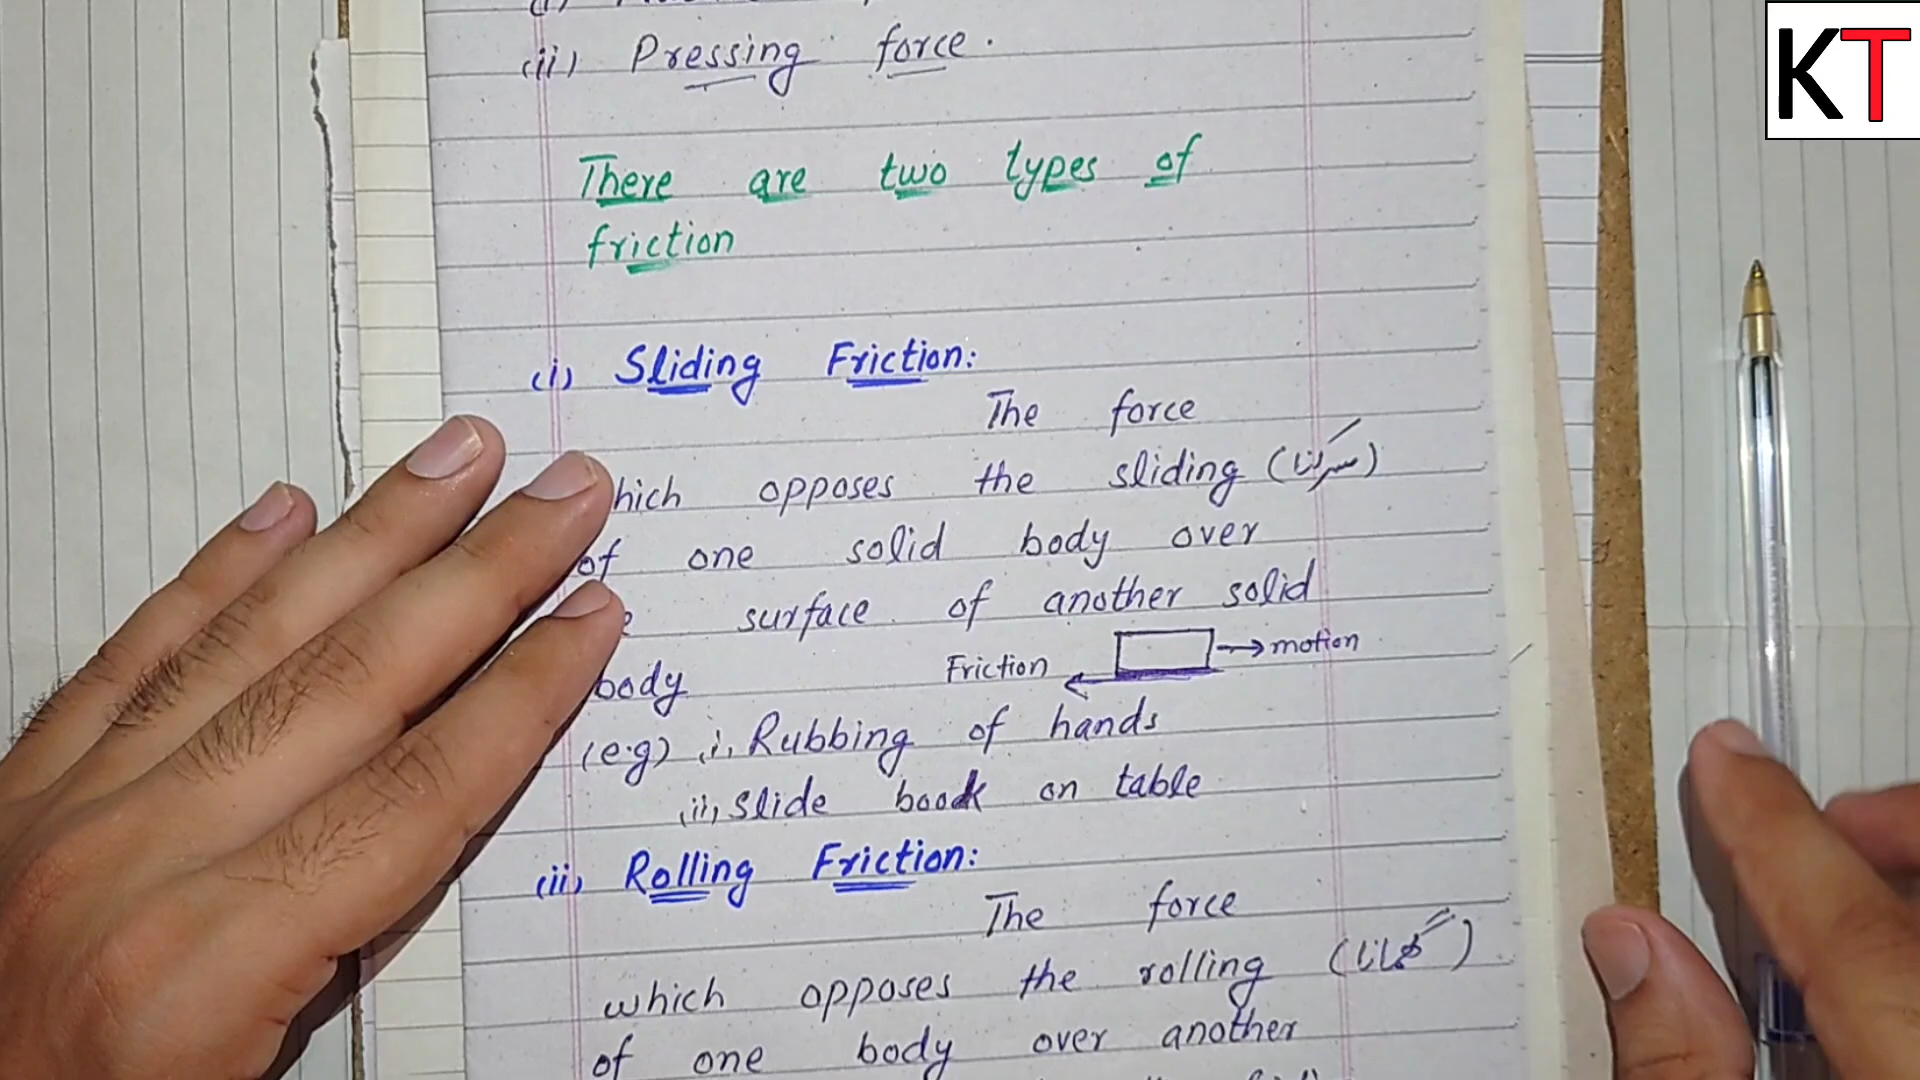 KT
(ii) Pressing force.
There are two types of
friction
(i) Sliding Friction:
The force
hich opposes the sliding (سرکنا)
of one solid body over
surface of another solid
Friction motion
body
(e.g) i, Rubbing of hands
ii, Slide book on table
(ii) Rolling Friction:
The force
which opposes the rolling
of one body over another